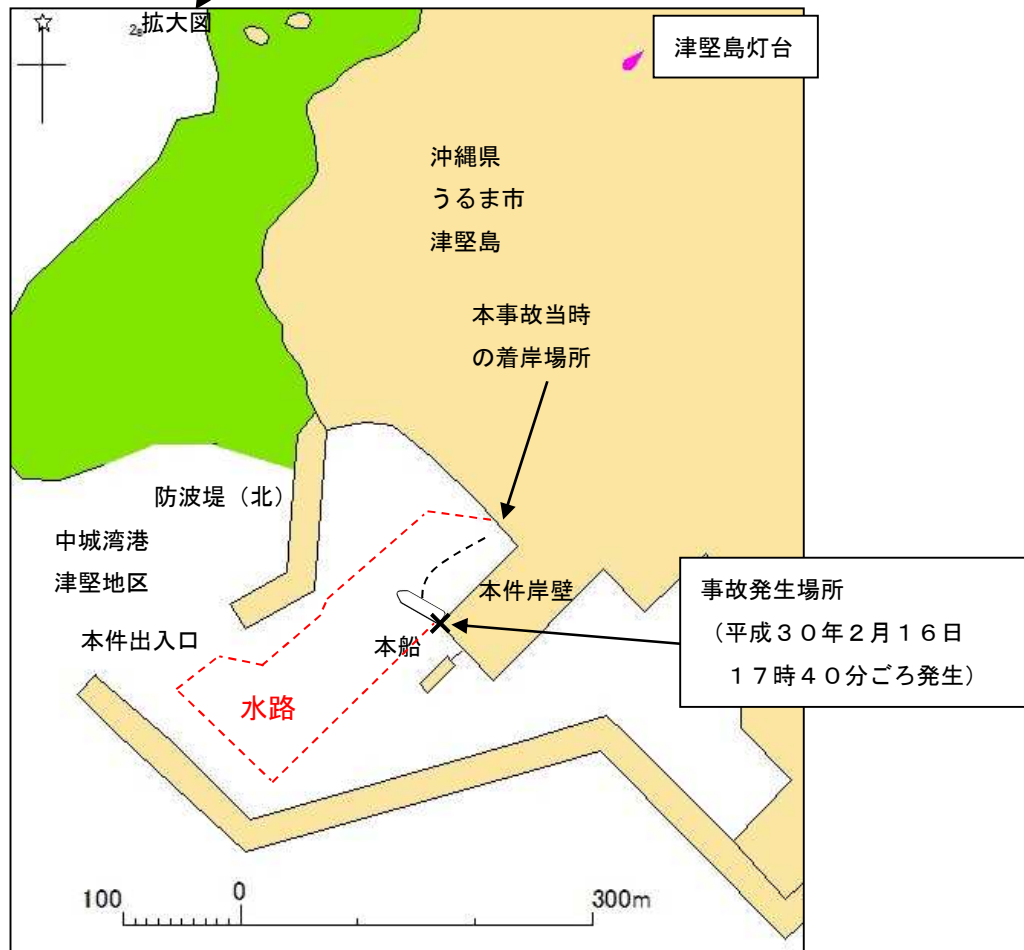 拡大図
津堅島灯台
沖縄県
うるま市
津堅島
本事故当時
の着岸場所
防波堤（北）
中城湾港
津堅地区
本件岸壁
事故発生場所
（平成３０年２月１６日
１７時４０分ごろ発生）
本件出入口
本船
水路
100 0 300m